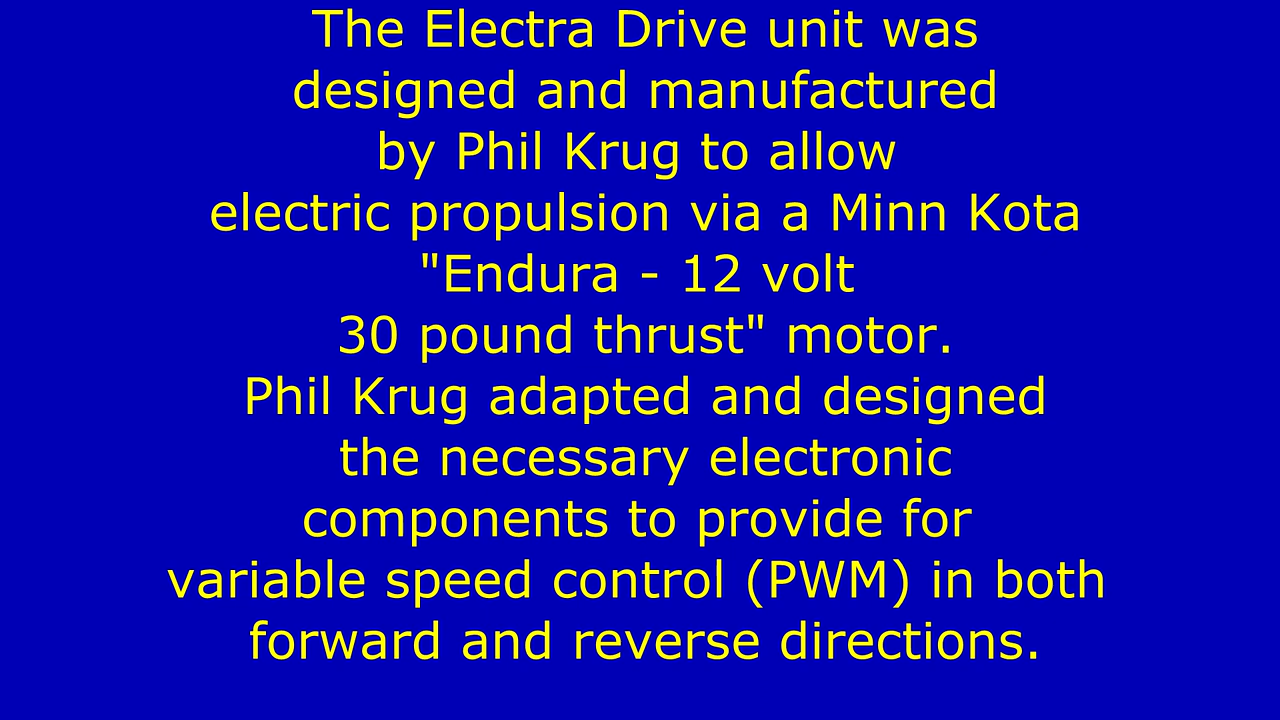 The Electra Drive unit was
designed and manufactured
by Phil Krug to allow
electric propulsion via a Minn Kota
"Endura - 12 volt
30 pound thrust" motor.
Phil Krug adapted and designed
the necessary electronic
components to provide for
variable speed control (PWM) in both
forward and reverse directions.